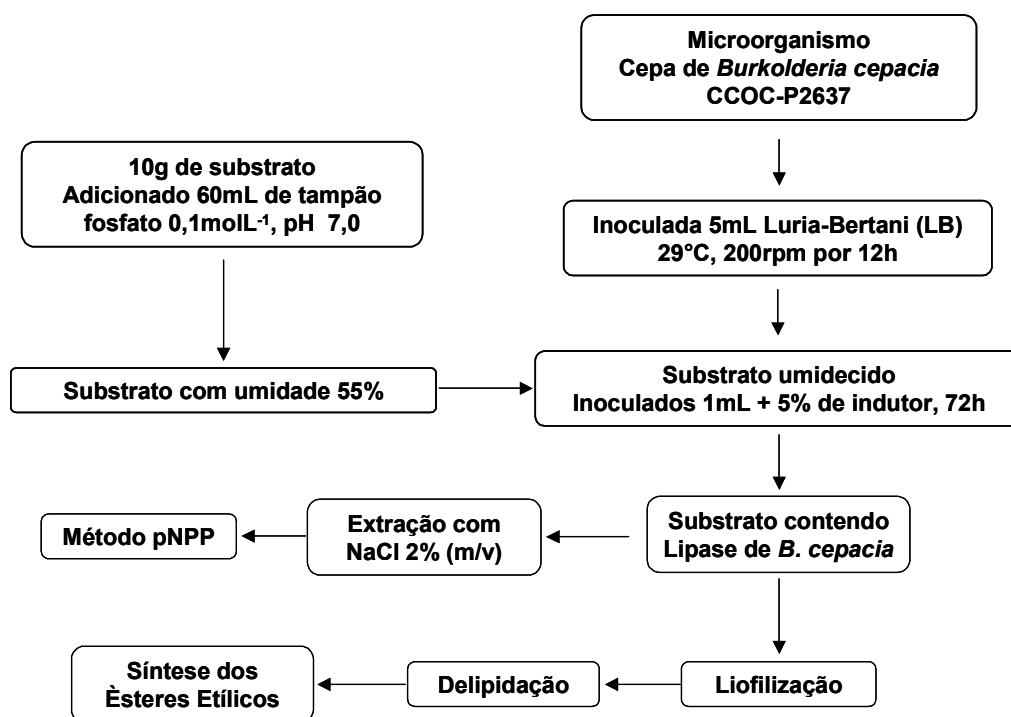 Microorganismo
Cepa de Burkolderia cepacia
CCOC-P2637
10g de substrato
Adicionado 60mL de tampão
fosfato 0,1molL⁻¹, pH 7,0
Inoculada 5mL Luria-Bertani (LB)
29°C, 200rpm por 12h
Substrato com umidade 55%
Substrato umidecido
Inoculados 1mL + 5% de indutor, 72h
Método pNPP
Extração com
NaCl 2% (m/v)
Substrato contendo
Lipase de B. cepacia
Síntese dos
Èsteres Etílicos
Delipidação
Liofilização